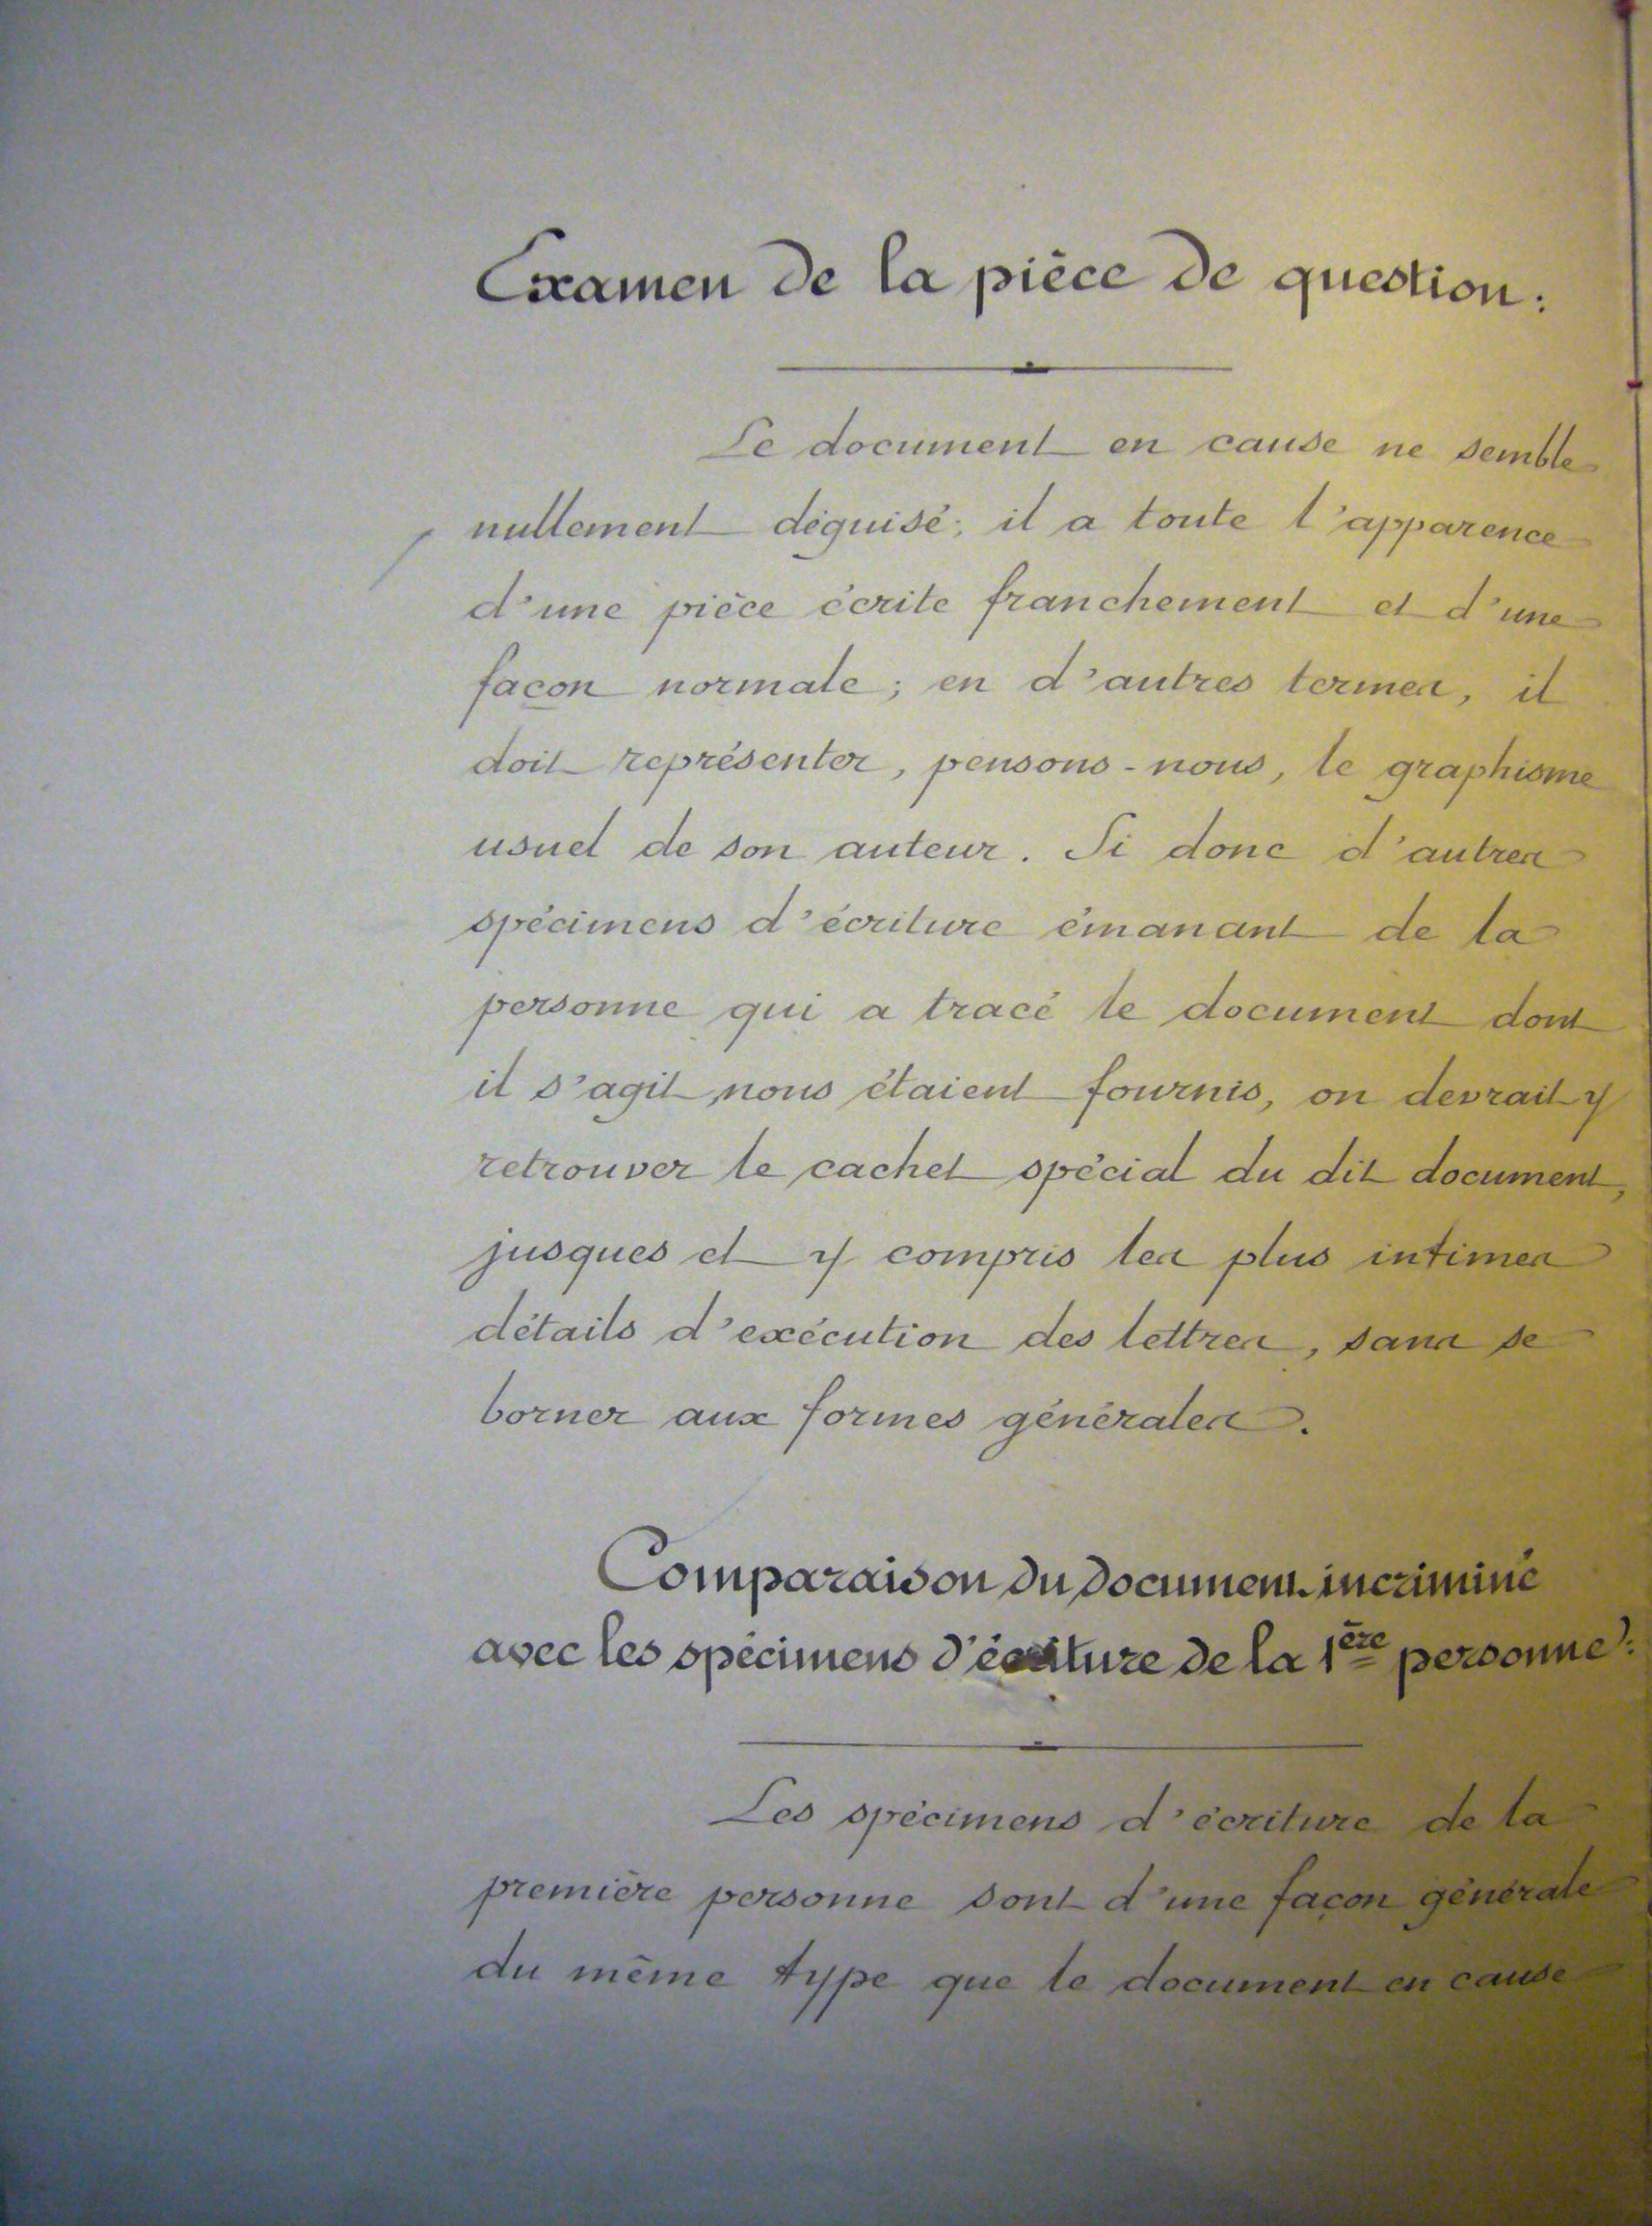 Examen de la pièce de question :
Le document en cause ne semble
nullement déguisé ; il a toute l'apparence
d'une pièce écrite franchement et d'une
façon normale ; en d'autres termes, il
doit représenter, pensons-nous, le graphisme
usuel de son auteur. Si donc d'autres
spécimens d'écriture émanant de la
personne qui a tracé le document dont
il s'agit nous étaient fournis, on devrait y
retrouver le cachet spécial du dit document,
jusques et y compris les plus intimes
détails d'exécution des lettres, sans se
borner aux formes générales.
Comparaison du document incriminé
avec les spécimens d'écriture de la 1ère personne :
Les spécimens d'écriture de la
première personne sont d'une façon générale
du même type que le document en cause